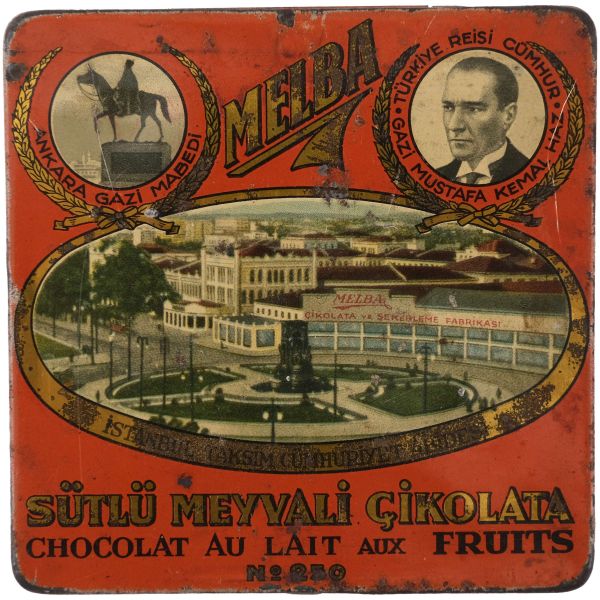 MELBA
ANKARA GAZİ MABEDİ
TÜRKİYE REİSİ CÜMHUR
GAZİ MUSTAFA KEMAL HZ.
MELBA
ÇİKOLATA VE ŞEKERLEME FABRİKASI
İSTANBUL TAKSİM CÜMHURİYET ABİDESİ
SÜTLÜ MEYVALİ ÇİKOLATA
CHOCOLAT AU LAIT AUX FRUITS
No 250